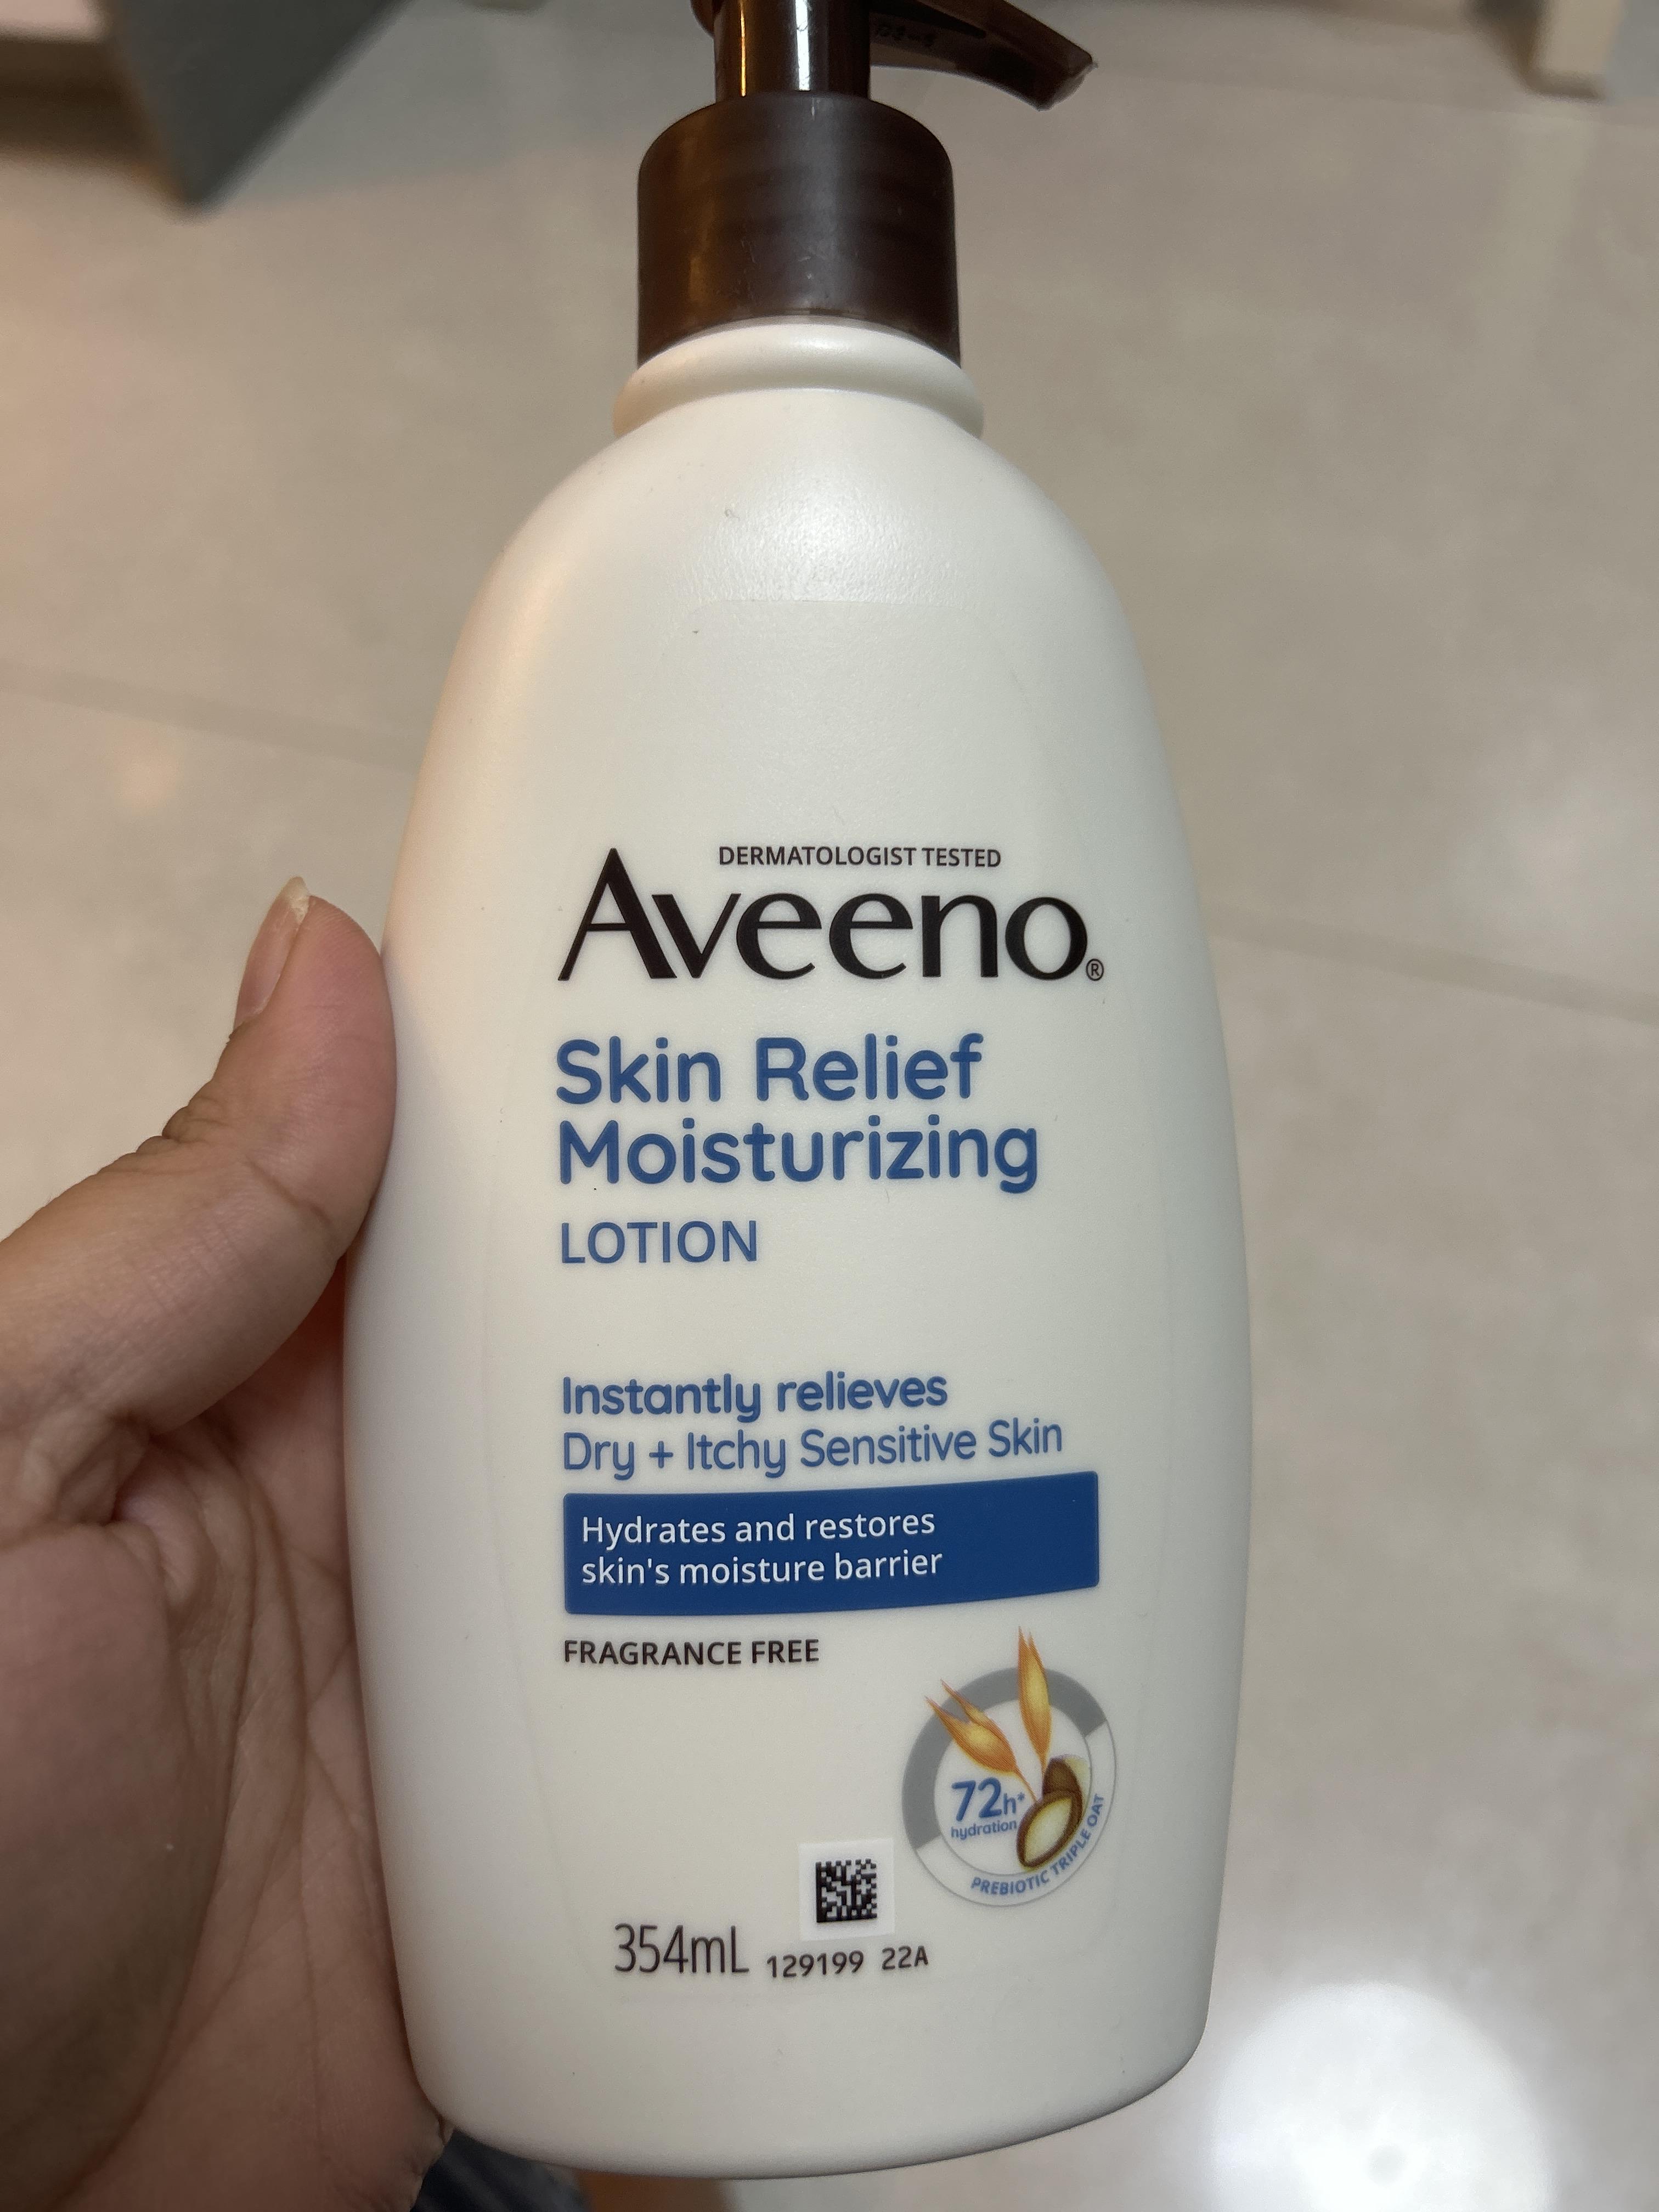 DERMATOLOGIST TESTED
Aveeno®
Skin Relief
Moisturizing
LOTION
Instantly relieves
Dry + Itchy Sensitive Skin
Hydrates and restores
skin's moisture barrier
FRAGRANCE FREE
72h*
hydration
PREBIOTIC TRIPLE OAT
354mL 129199 22A